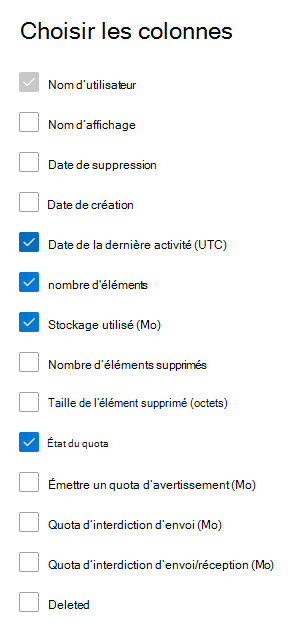 Choisir les colonnes
Nom d'utilisateur
Nom d'affichage
Date de suppression
Date de création
Date de la dernière activité (UTC)
nombre d'éléments
Stockage utilisé (Mo)
Nombre d'éléments supprimés
Taille de l'élément supprimé (octets)
État du quota
Émettre un quota d'avertissement (Mo)
Quota d'interdiction d'envoi (Mo)
Quota d'interdiction d'envoi/réception (Mo)
Deleted